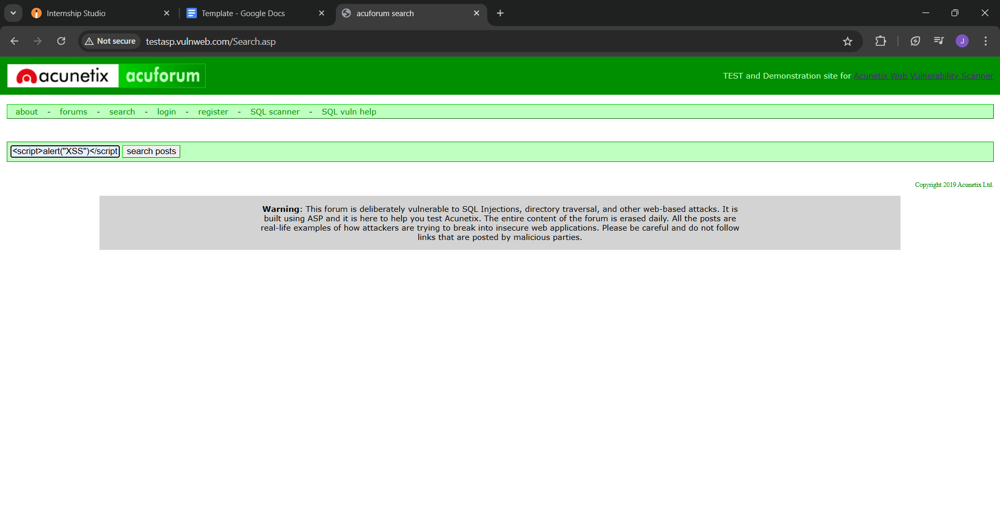 Internship Studio
Template - Google Docs
acuforum search
Not secure
testasp.vulnweb.com/Search.asp
J
acunetix acuforum
TEST and Demonstration site for Acunetix Web Vulnerability Scanner
about - forums - search - login - register - SQL scanner - SQL vuln help
<script>alert("XSS")</script
search posts
Copyright 2019 Acunetix Ltd.
Warning: This forum is deliberately vulnerable to SQL Injections, directory traversal, and other web-based attacks. It is
built using ASP and it is here to help you test Acunetix. The entire content of the forum is erased daily. All the posts are
real-life examples of how attackers are trying to break into insecure web applications. Please be careful and do not follow
links that are posted by malicious parties.